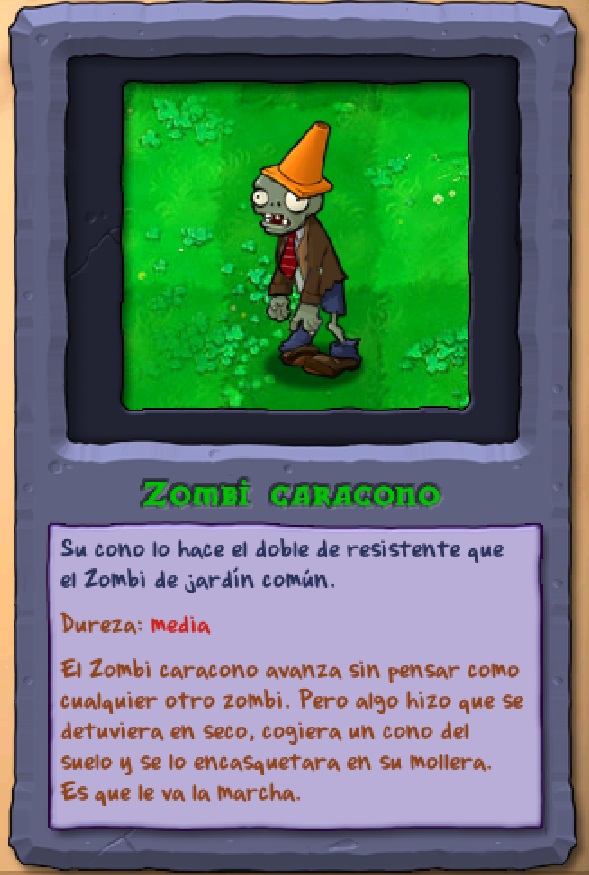 Zombi caracono
Su cono lo hace el doble de resistente que
el Zombi de jardín común.
Dureza: media
El Zombi caracono avanza sin pensar como
cualquier otro zombi. Pero algo hizo que se
detuviera en seco, cogiera un cono del
suelo y se lo encasquetara en su mollera.
Es que le va la marcha.